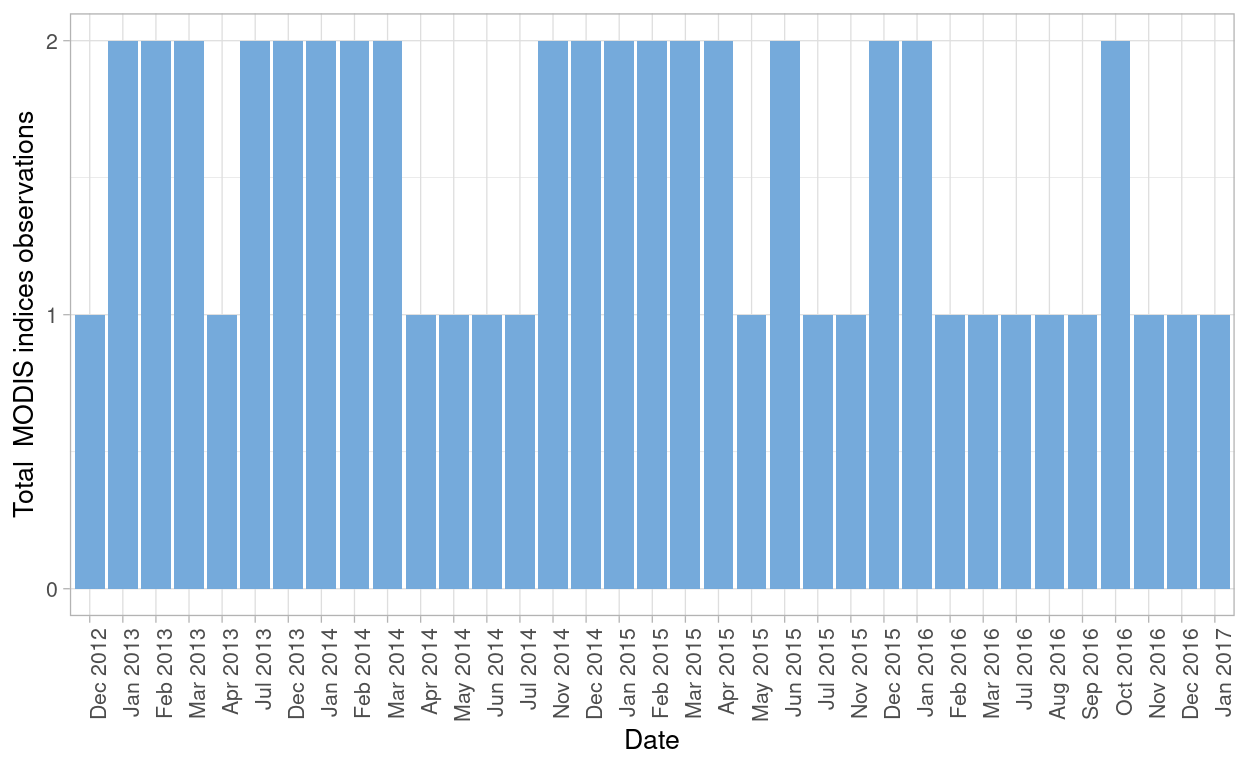 Total  MODIS indices observations
2
1
0
Dec 2012
Jan 2013
Feb 2013
Mar 2013
Apr 2013
Jul 2013
Dec 2013
Jan 2014
Feb 2014
Mar 2014
Apr 2014
May 2014
Jun 2014
Jul 2014
Nov 2014
Dec 2014
Jan 2015
Feb 2015
Mar 2015
Apr 2015
May 2015
Jun 2015
Jul 2015
Nov 2015
Dec 2015
Jan 2016
Feb 2016
Mar 2016
Jul 2016
Aug 2016
Sep 2016
Oct 2016
Nov 2016
Dec 2016
Jan 2017
Date